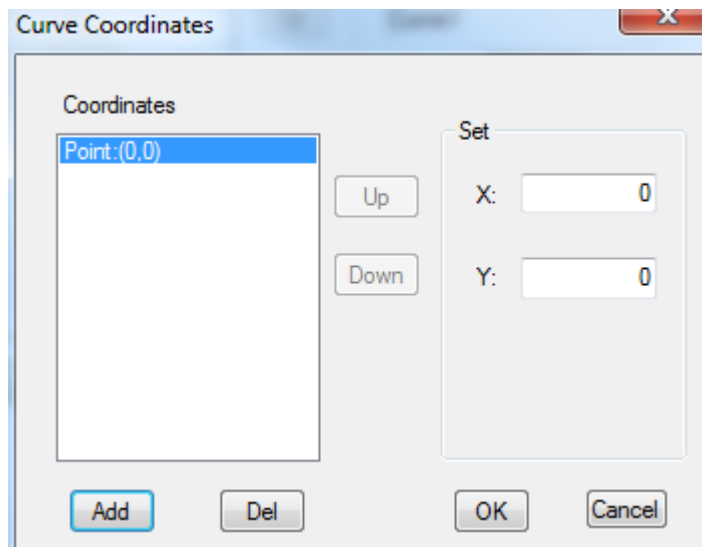 Curve Coordinates
Coordinates
Point:(0,0)
Up
Down
Set
X: 0
Y: 0
Add
Del
OK
Cancel